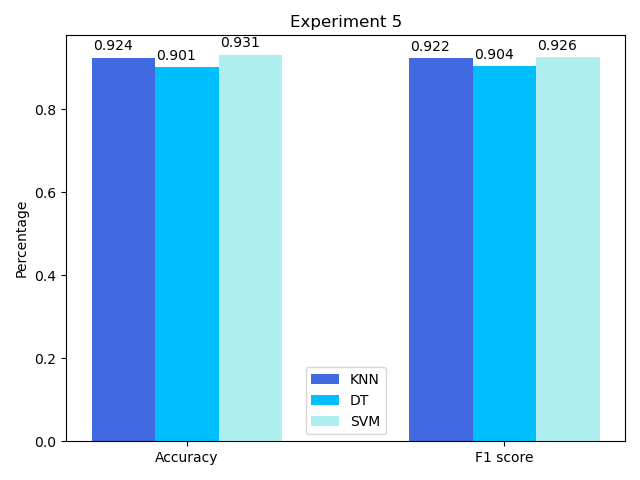 Experiment 5
0.924
0.901
0.931
0.922
0.904
0.926
Percentage
0.8
0.6
0.4
0.2
0.0
KNN
DT
SVM
Accuracy
F1 score